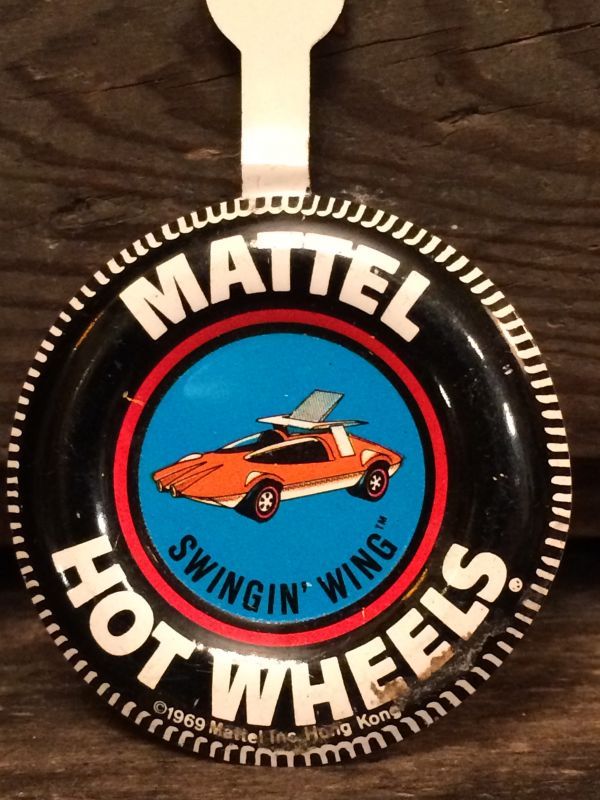 MATTEL
SWINGIN' WING™
HOT WHEELS®
©1969 Mattel Inc. Hong Kong